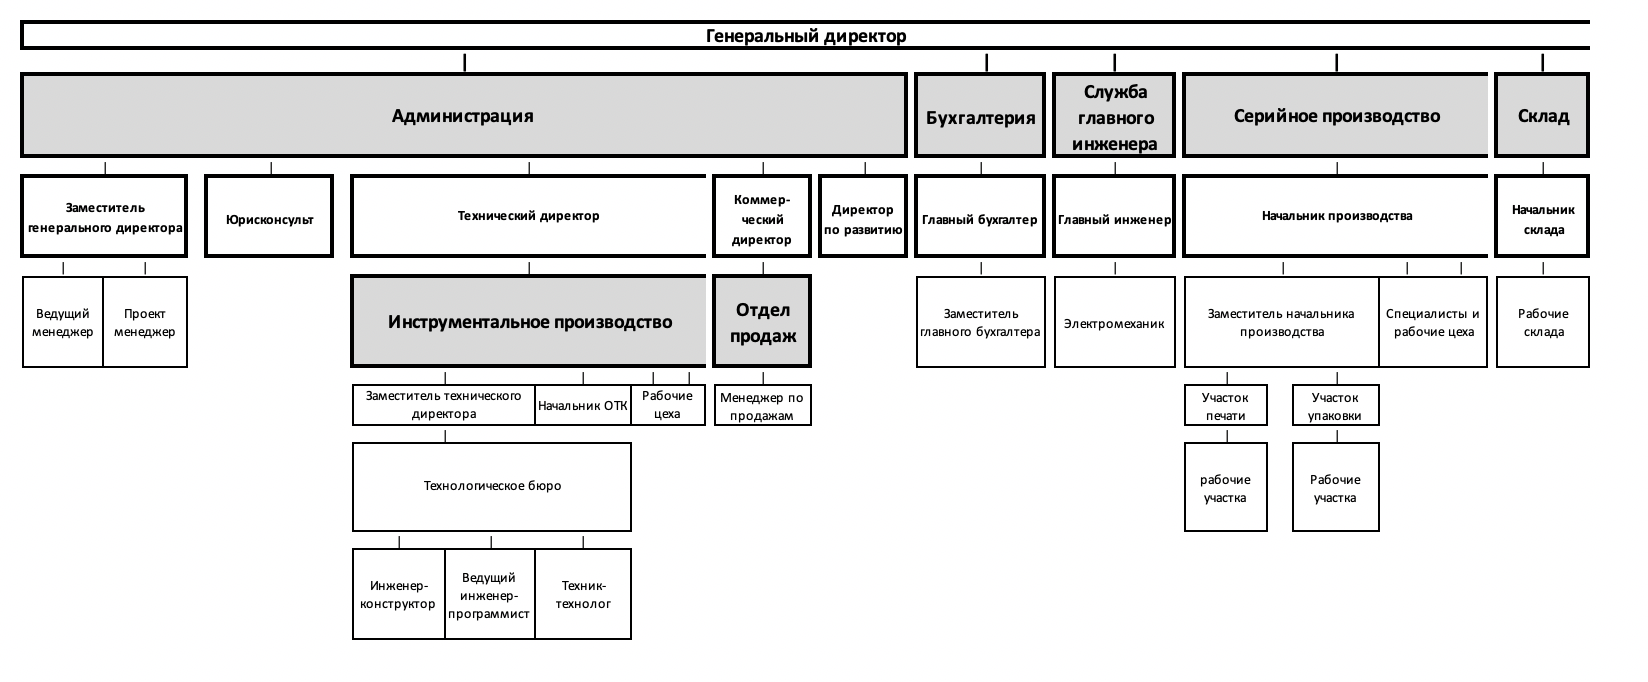 Генеральный директор
Администрация
Бухгалтерия
Служба
главного
инженера
Серийное производство
Склад
Заместитель
генерального директора
Юрисконсульт
Технический директор
Коммер-
ческий
директор
Директор
по развитию
Главный бухгалтер
Главный инженер
Начальник производства
Начальник
склада
Ведущий
менеджер
Проект
менеджер
Инструментальное производство
Отдел
продаж
Заместитель
главного бухгалтера
Электромеханик
Заместитель начальника
производства
Специалисты и
рабочие цеха
Рабочие
склада
Заместитель технического
директора
Начальник ОТК
Рабочие
цеха
Менеджер по
продажам
Участок
печати
Участок
упаковки
Технологическое бюро
рабочие
участка
Рабочие
участка
Инженер-
конструктор
Ведущий
инженер-
программист
Техник-
технолог